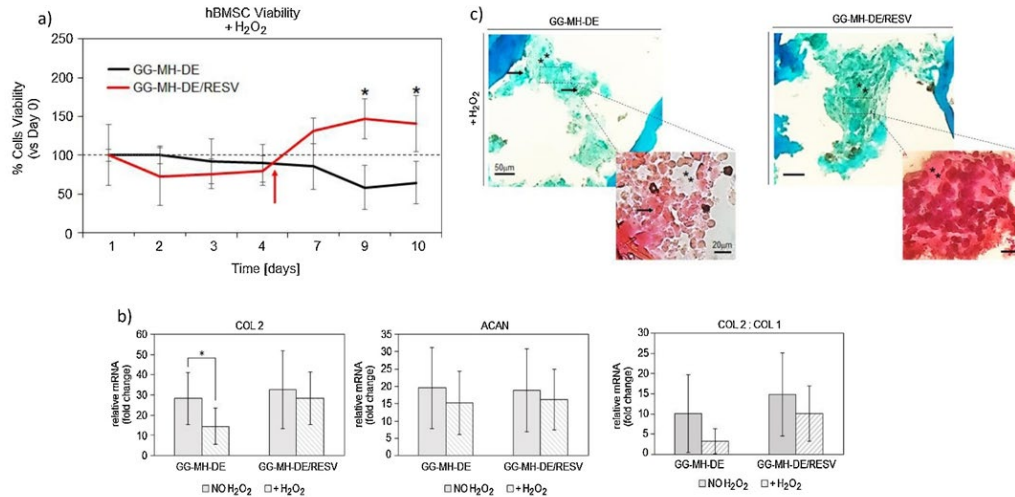 a)
hBMSC Viability
+ H₂O₂
% Cells Viability
(vs Day 0)
250
200
150
100
50
0
GG-MH-DE
GG-MH-DE/RESV
* *
1 2 3 4 7 9 10
Time [days]
c)
GG-MH-DE
GG-MH-DE/RESV
+ H₂O₂
**
50µm
**
20µm
**
**
b)
COL 2
relative mRNA
(fold change)
60
50
40
30
20
10
0
*
GG-MH-DE GG-MH-DE/RESV
NO H₂O₂ + H₂O₂
ACAN
relative mRNA
(fold change)
35
30
25
20
15
10
5
0
GG-MH-DE GG-MH-DE/RESV
NO H₂O₂ + H₂O₂
COL 2 : COL 1
relative mRNA
(fold change)
30
25
20
15
10
5
0
GG-MH-DE GG-MH-DE/RESV
NO H₂O₂ + H₂O₂